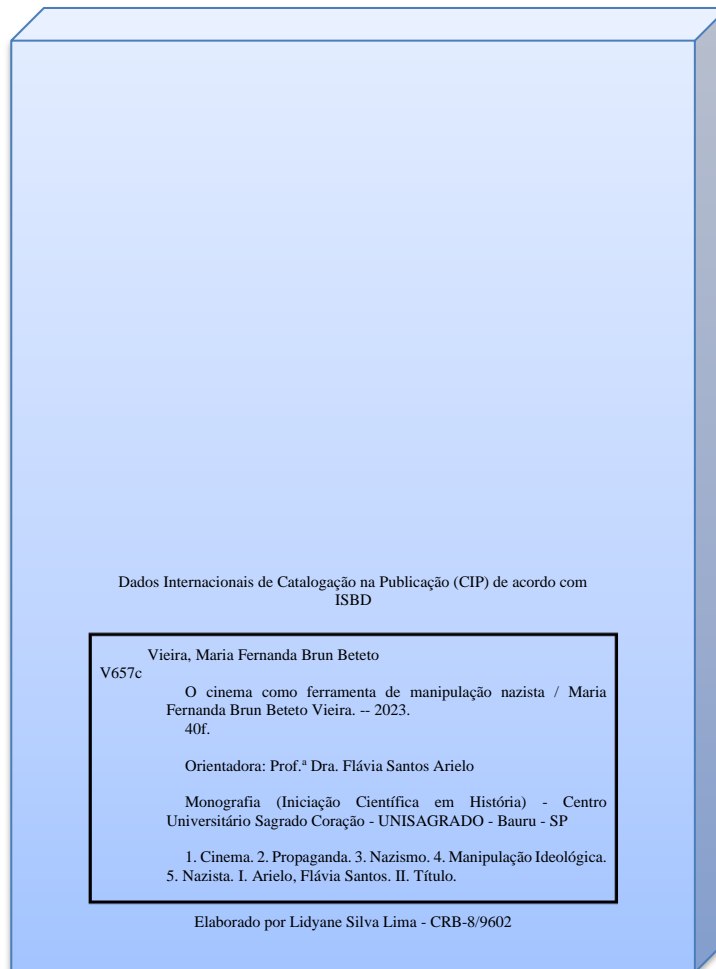 Dados Internacionais de Catalogação na Publicação (CIP) de acordo com
ISBD
Vieira, Maria Fernanda Brun Beteto
V657c
O cinema como ferramenta de manipulação nazista / Maria
Fernanda Brun Beteto Vieira. -- 2023.
40f.
Orientadora: Prof.ª Dra. Flávia Santos Arielo
Monografia (Iniciação Científica em História) - Centro
Universitário Sagrado Coração - UNISAGRADO - Bauru - SP
1. Cinema. 2. Propaganda. 3. Nazismo. 4. Manipulação Ideológica.
5. Nazista. I. Arielo, Flávia Santos. II. Título.
Elaborado por Lidyane Silva Lima - CRB-8/9602